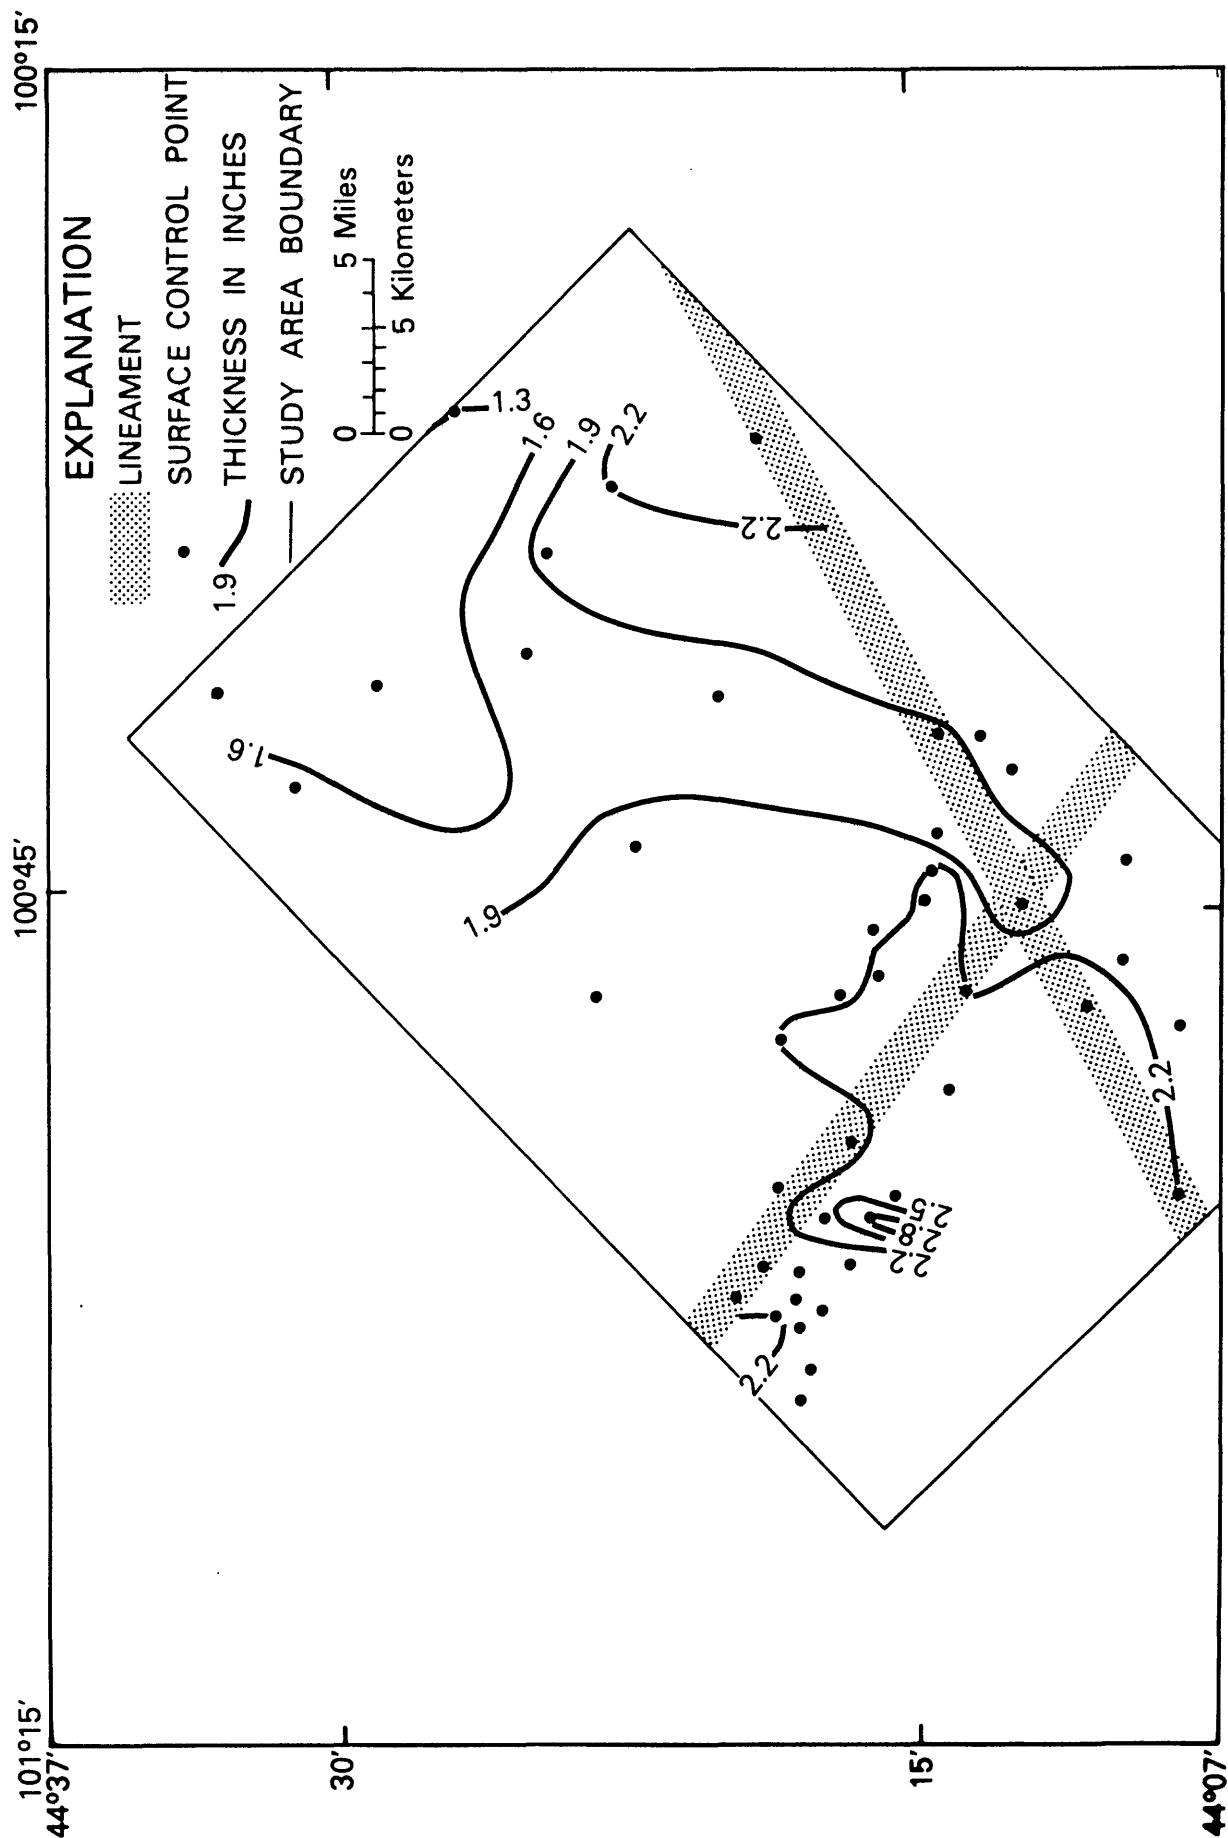 EXPLANATION
LINEAMENT
SURFACE CONTROL POINT
1.9 THICKNESS IN INCHES
STUDY AREA BOUNDARY
0 5 Miles
0 5 Kilometers
101°15′
100°45′
100°15′
44°37′
30′
15′
44°07′
1.6
1.9
1.3
1.6
1.9
2.2
2.2
2.2
2.2
2.8
2.5
2.2